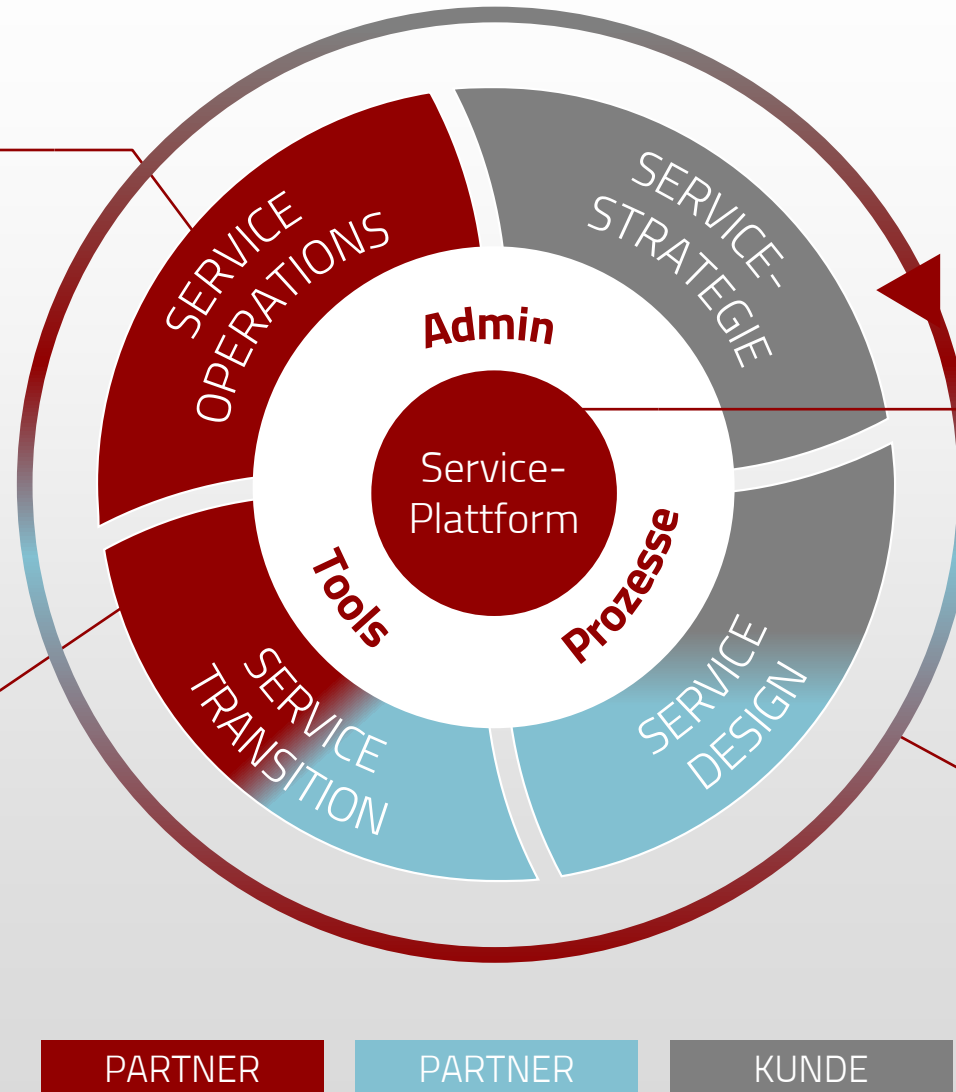 SERVICE
OPERATIONS
SERVICE-
STRATEGIE
Admin
Service-
Plattform
Tools
Prozesse
SERVICE
TRANSITION
SERVICE
DESIGN
PARTNER
PARTNER
KUNDE